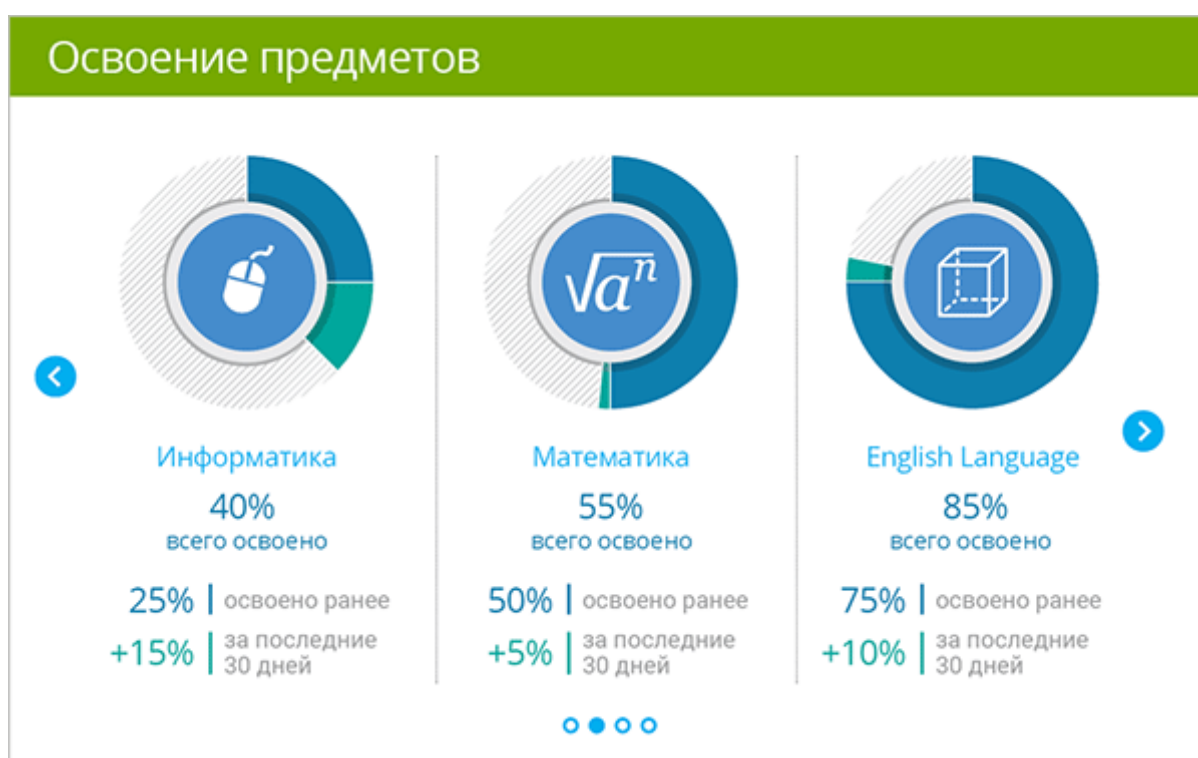 Освоение предметов
√aⁿ
Информатика
40%
всего освоено
25% освоено ранее
+15% за последние
30 дней
Математика
55%
всего освоено
50% освоено ранее
+5% за последние
30 дней
English Language
85%
всего освоено
75% освоено ранее
+10% за последние
30 дней